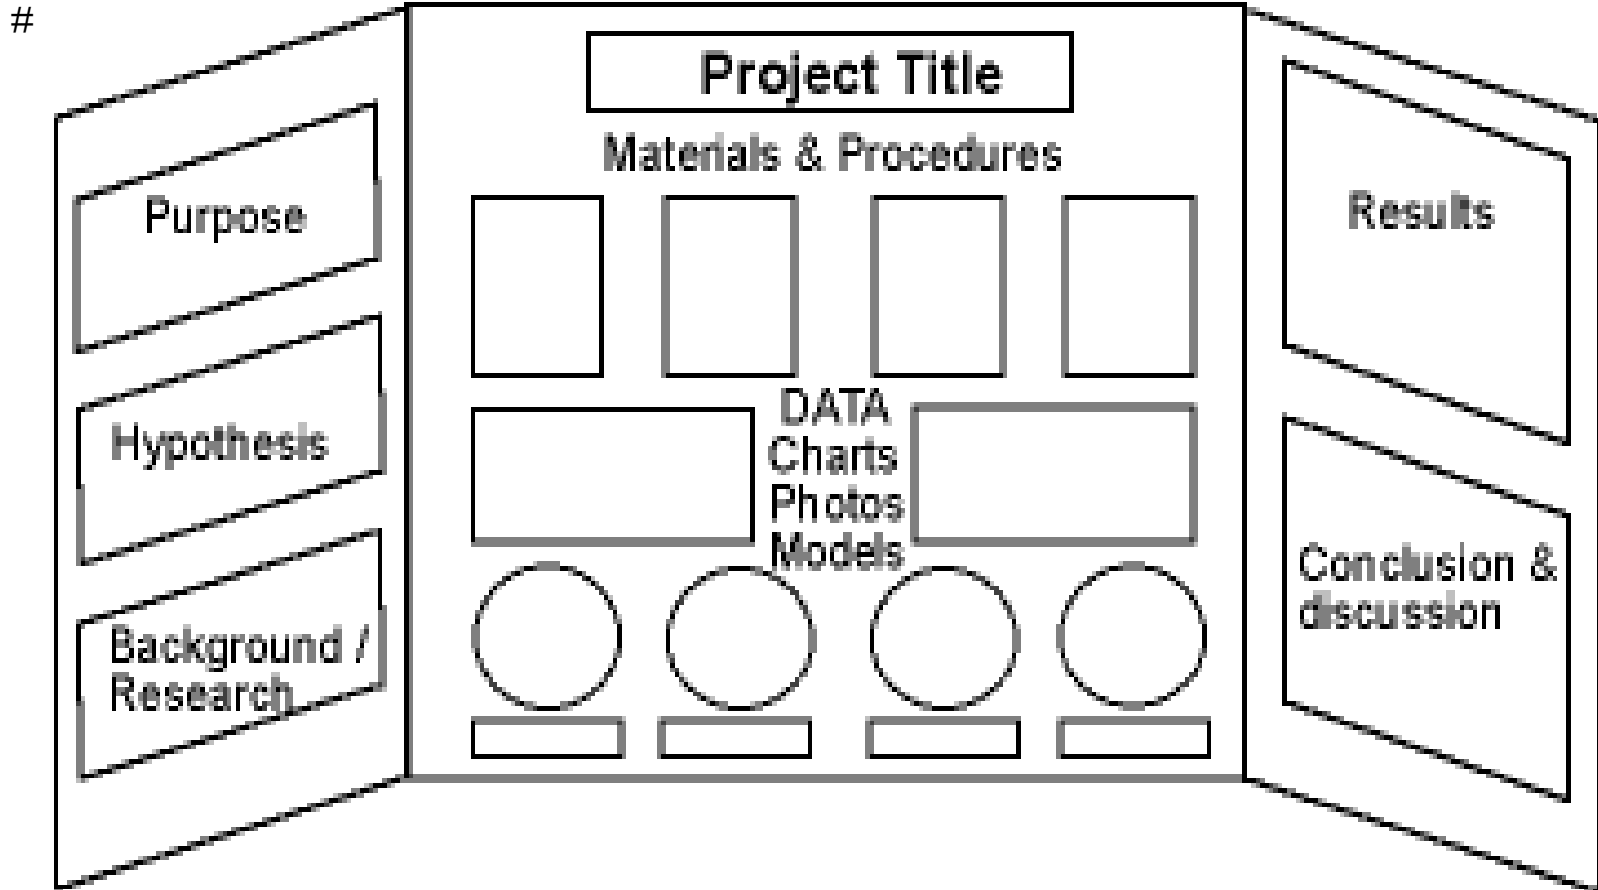 #
Project Title
Materials & Procedures
Purpose
Hypothesis
Background /
Research
DATA
Charts
Photos
Models
Results
Conclusion &
discussion